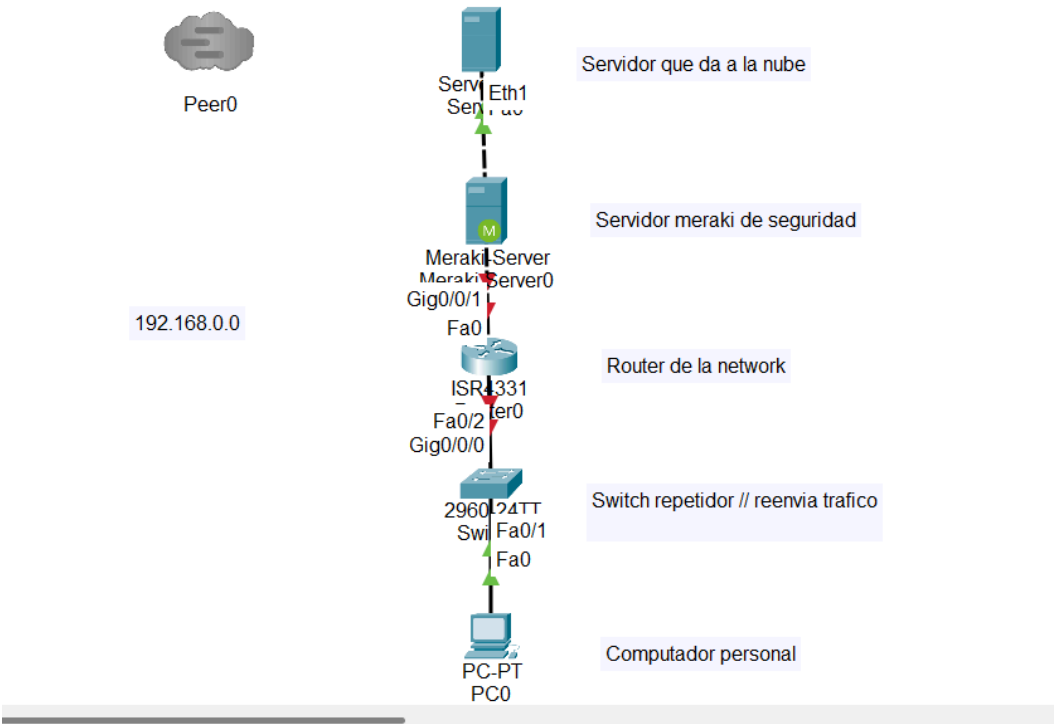 Servidor que da a la nube
Eth1
Peer0
M
Servidor meraki de seguridad
Meraki-Server
Meraki Server0
Gig0/0/1
192.168.0.0
Fa0
Router de la network
ISR4331
Fa0/2
Gig0/0/0
Switch repetidor // reenvia trafico
Fa0/1
Fa0
Computador personal
PC-PT
PC0